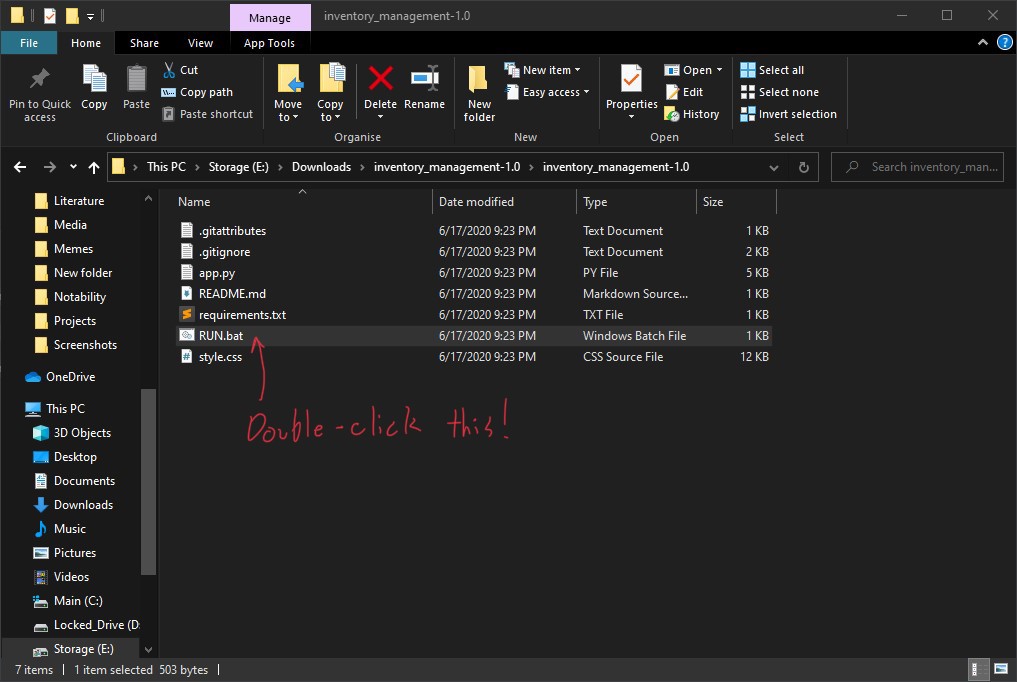 Manage
inventory_management-1.0
File
Home
Share
View
App Tools
Pin to Quick access
Copy
Paste
Cut
Copy path
Paste shortcut
Clipboard
Move to
Copy to
Delete
Rename
Organise
New folder
New item
Easy access
New
Properties
Open
Edit
History
Open
Select all
Select none
Invert selection
Select
This PC > Storage (E:) > Downloads > inventory_management-1.0 > inventory_management-1.0
Search inventory_man...
Literature
Media
Memes
New folder
Notability
Projects
Screenshots
OneDrive
This PC
3D Objects
Desktop
Documents
Downloads
Music
Pictures
Videos
Main (C:)
Locked_Drive (D:
Storage (E:)
Name Date modified Type Size
.gitattributes 6/17/2020 9:23 PM Text Document 1 KB
.gitignore 6/17/2020 9:23 PM Text Document 2 KB
app.py 6/17/2020 9:23 PM PY File 5 KB
README.md 6/17/2020 9:23 PM Markdown Source... 1 KB
requirements.txt 6/17/2020 9:23 PM TXT File 1 KB
RUN.bat 6/17/2020 9:23 PM Windows Batch File 1 KB
style.css 6/17/2020 9:23 PM CSS Source File 12 KB
Double-click this!
7 items | 1 item selected 503 bytes |